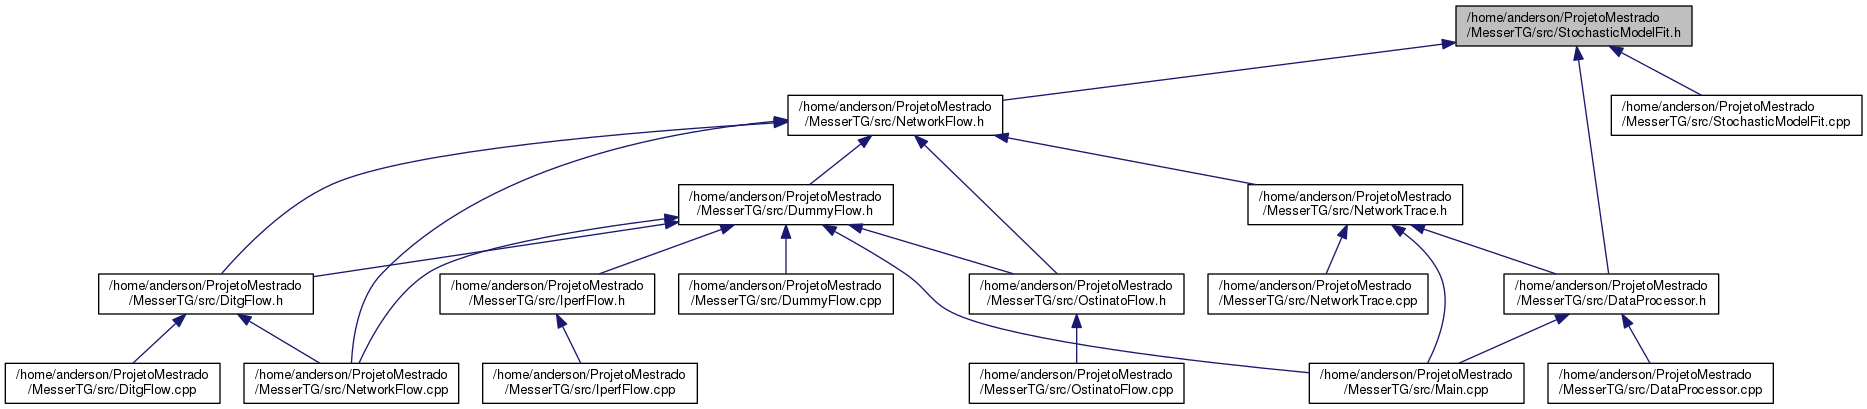 /home/anderson/ProjetoMestrado
/MesserTG/src/StochasticModelFit.h
/home/anderson/ProjetoMestrado
/MesserTG/src/NetworkFlow.h
/home/anderson/ProjetoMestrado
/MesserTG/src/StochasticModelFit.cpp
/home/anderson/ProjetoMestrado
/MesserTG/src/DummyFlow.h
/home/anderson/ProjetoMestrado
/MesserTG/src/NetworkTrace.h
/home/anderson/ProjetoMestrado
/MesserTG/src/DitgFlow.h
/home/anderson/ProjetoMestrado
/MesserTG/src/IperfFlow.h
/home/anderson/ProjetoMestrado
/MesserTG/src/DummyFlow.cpp
/home/anderson/ProjetoMestrado
/MesserTG/src/OstinatoFlow.h
/home/anderson/ProjetoMestrado
/MesserTG/src/NetworkTrace.cpp
/home/anderson/ProjetoMestrado
/MesserTG/src/DataProcessor.h
/home/anderson/ProjetoMestrado
/MesserTG/src/DitgFlow.cpp
/home/anderson/ProjetoMestrado
/MesserTG/src/NetworkFlow.cpp
/home/anderson/ProjetoMestrado
/MesserTG/src/IperfFlow.cpp
/home/anderson/ProjetoMestrado
/MesserTG/src/OstinatoFlow.cpp
/home/anderson/ProjetoMestrado
/MesserTG/src/Main.cpp
/home/anderson/ProjetoMestrado
/MesserTG/src/DataProcessor.cpp